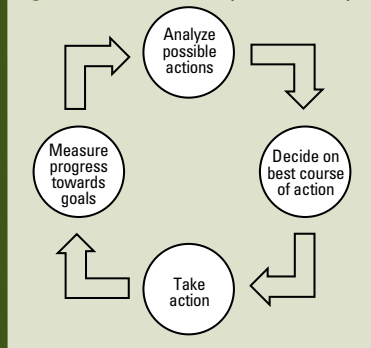 Analyze
possible
actions
Decide on
best course
of action
Take
action
Measure
progress
towards
goals